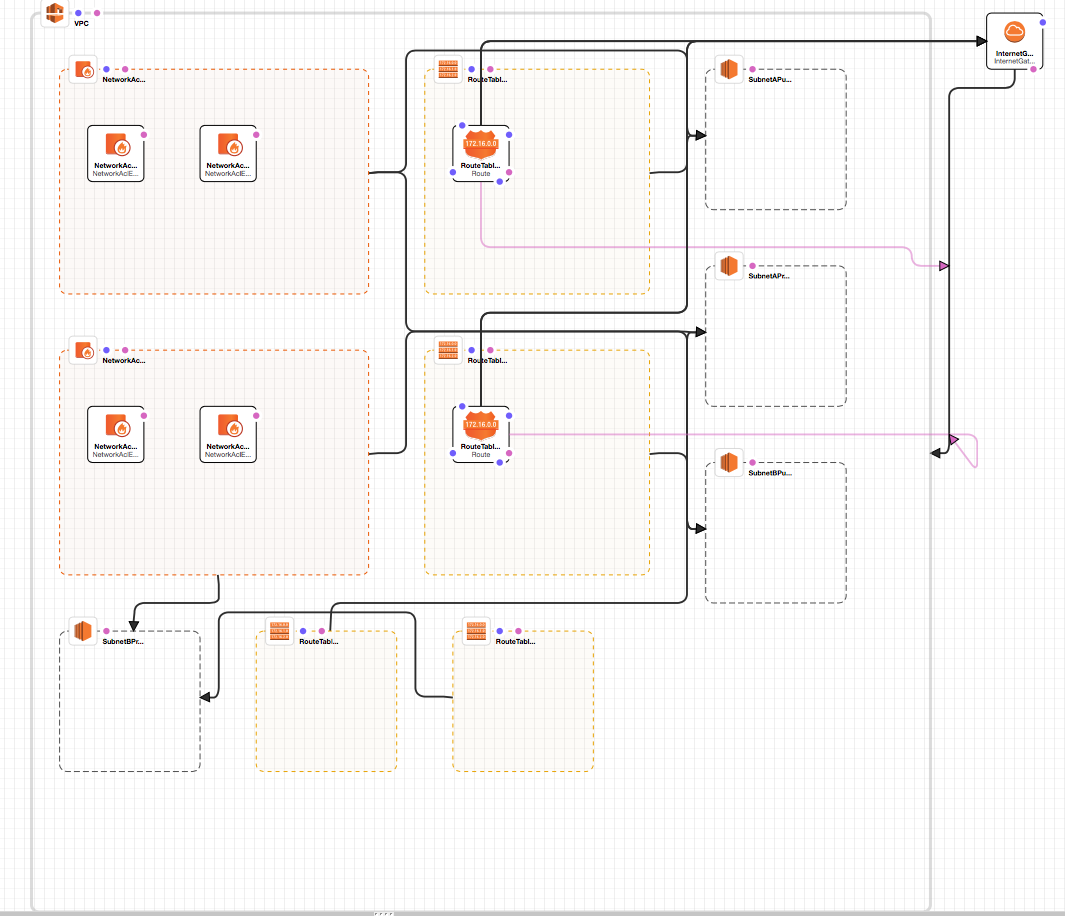 VPC
InternetG...
InternetGat...
NetworkAc...
RouteTabl...
SubnetAPu...
172.16.0.0
NetworkAc...
NetworkAclE...
NetworkAc...
NetworkAclE...
RouteTabl...
Route
SubnetAPr...
NetworkAc...
RouteTabl...
172.16.0.0
NetworkAc...
NetworkAclE...
NetworkAc...
NetworkAclE...
RouteTabl...
Route
SubnetBPu...
SubnetBPr...
RouteTabl...
RouteTabl...